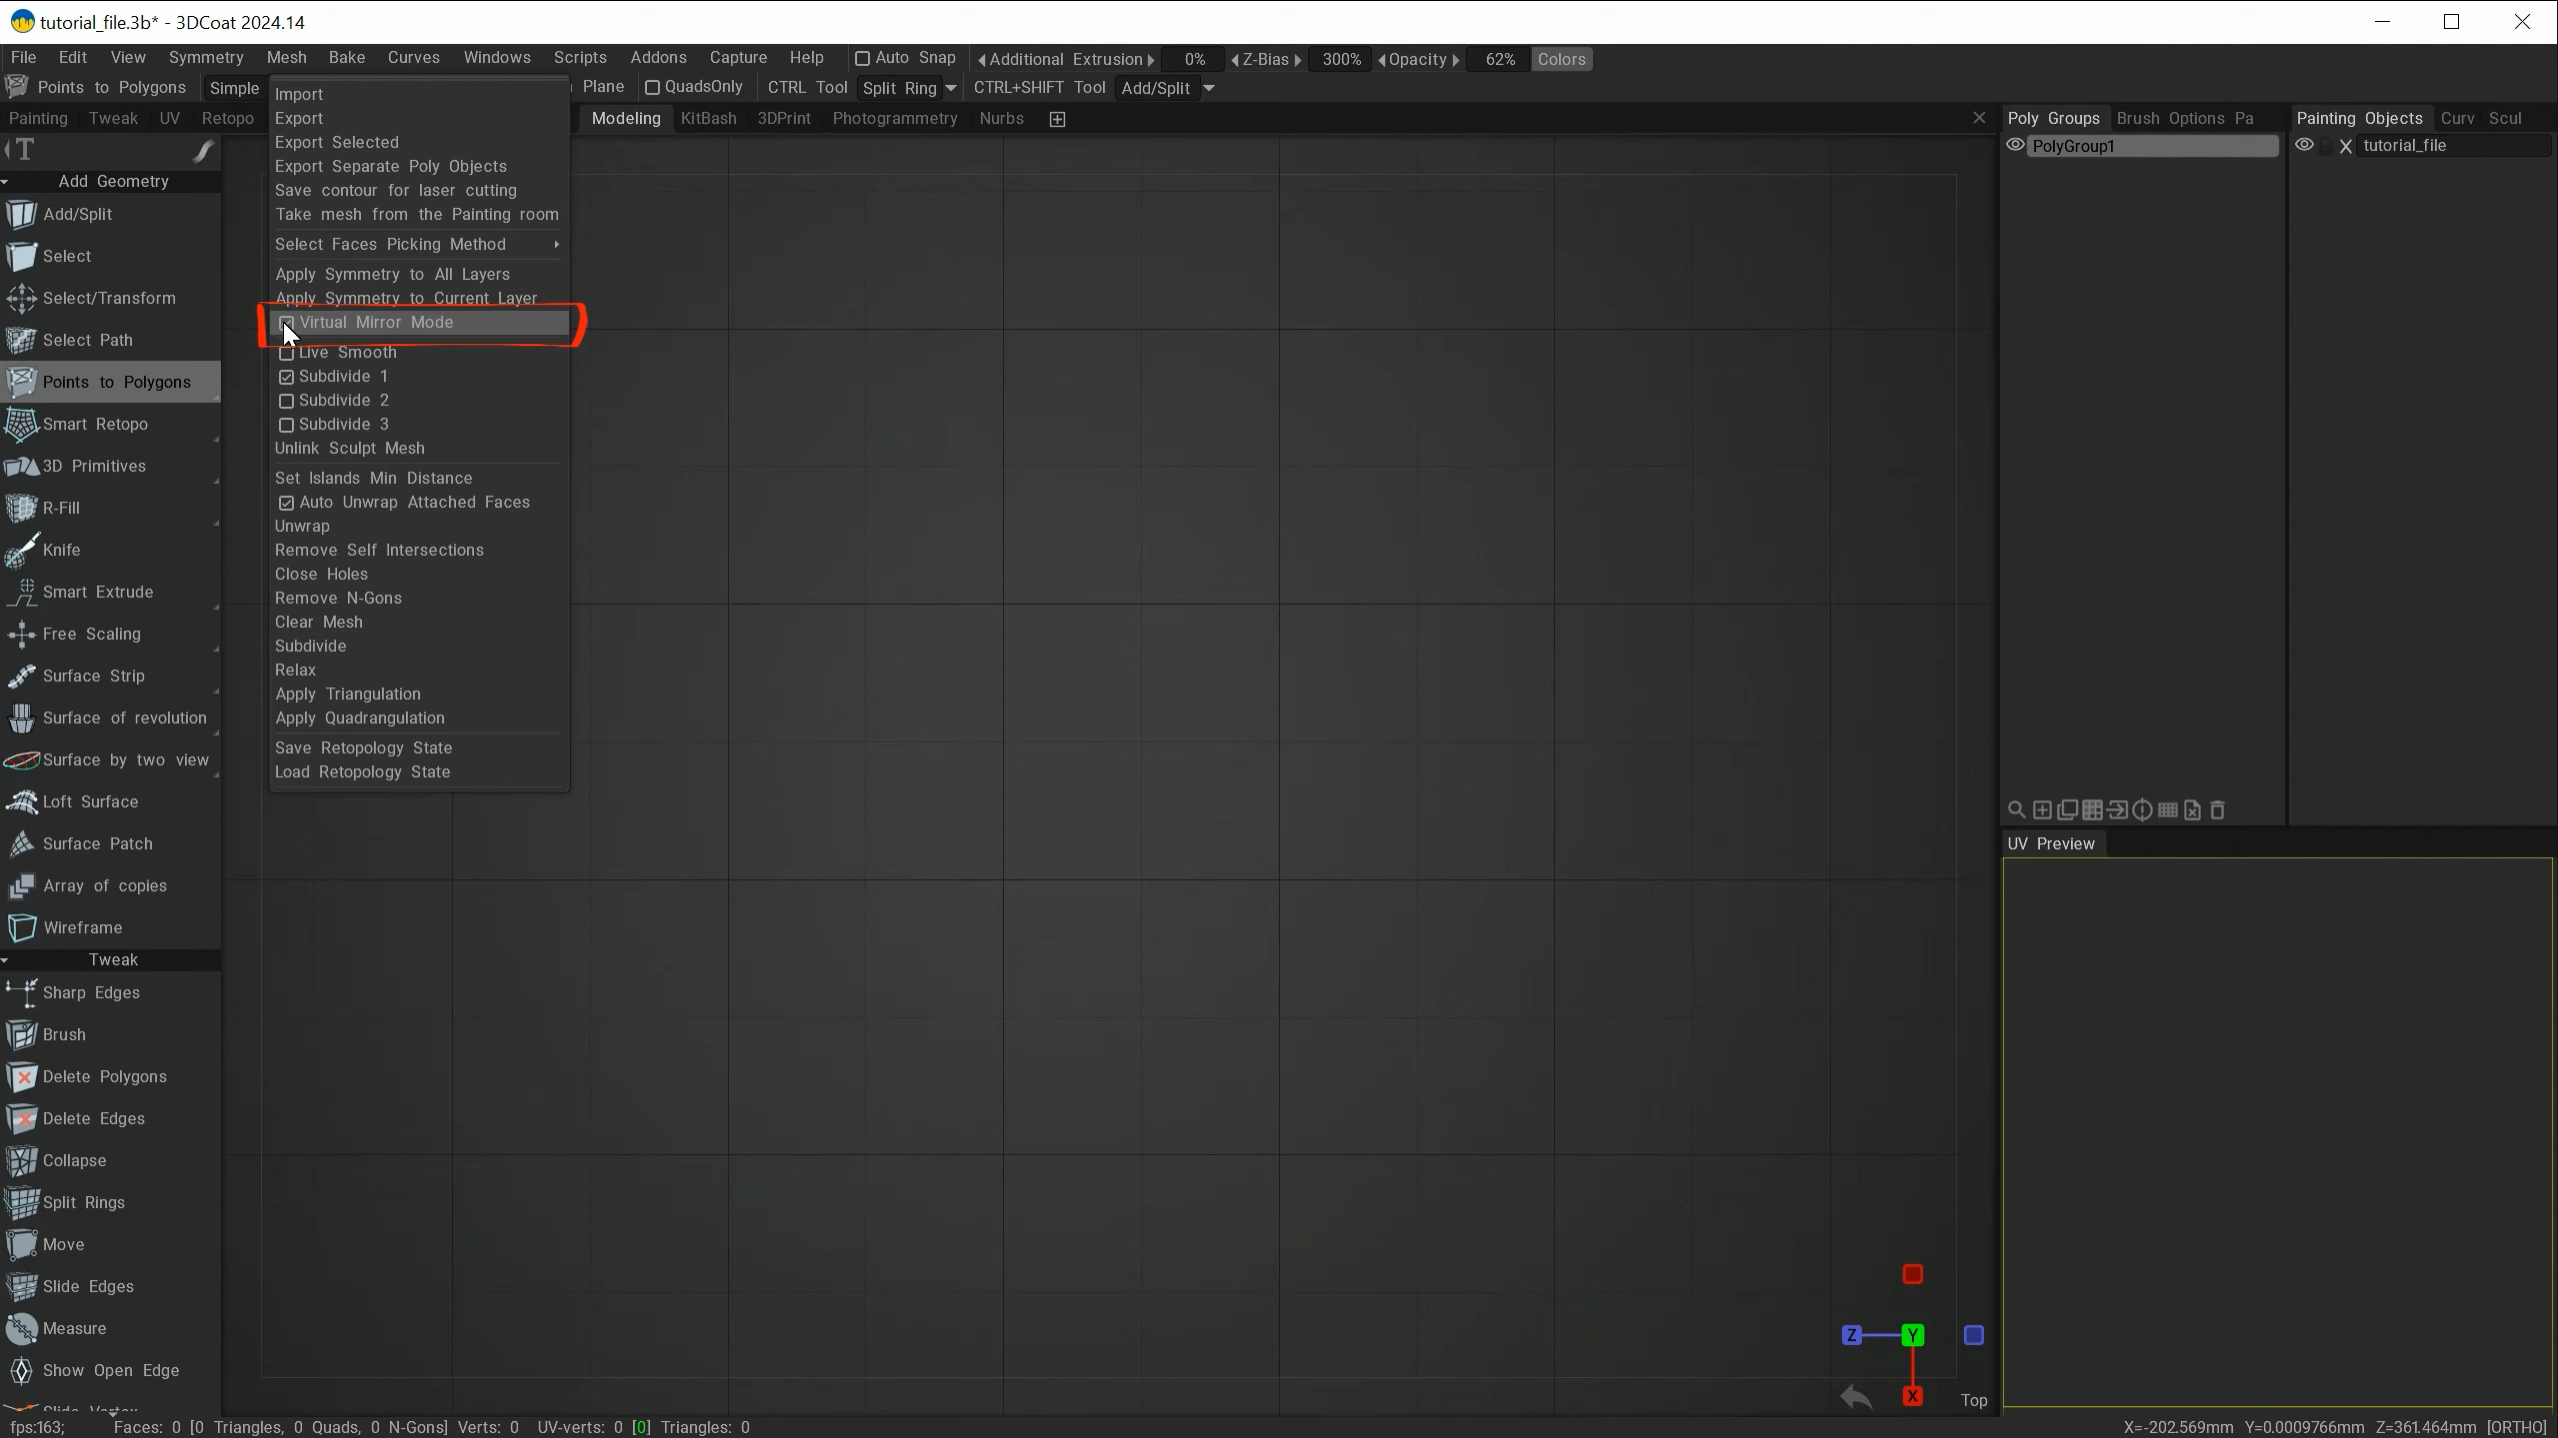 tutorial_file.3b* - 3DCoat 2024.14
File Edit View Symmetry Mesh Bake Curves Windows Scripts Addons Capture Help Auto Snap Additional Extrusion 0% Z-Bias 300% Opacity 62% Colors
Points to Polygons Simple Plane QuadsOnly CTRL Tool Split Ring CTRL+SHIFT Tool Add/Split
Painting Tweak UV Retopo Modeling KitBash 3DPrint Photogrammetry Nurbs
Import
Export
Export Selected
Export Separate Poly Objects
Save contour for laser cutting
Take mesh from the Painting room
Select Faces Picking Method
Apply Symmetry to All Layers
Apply Symmetry to Current Layer
Virtual Mirror Mode
Live Smooth
Subdivide 1
Subdivide 2
Subdivide 3
Unlink Sculpt Mesh
Set Islands Min Distance
Auto Unwrap Attached Faces
Unwrap
Remove Self Intersections
Close Holes
Remove N-Gons
Clear Mesh
Subdivide
Relax
Apply Triangulation
Apply Quadrangulation
Save Retopology State
Load Retopology State
T
Add Geometry
Add/Split
Select
Select/Transform
Select Path
Points to Polygons
Smart Retopo
3D Primitives
R-Fill
Knife
Smart Extrude
Free Scaling
Surface Strip
Surface of revolution
Surface by two view
Loft Surface
Surface Patch
Array of copies
Wireframe
Tweak
Sharp Edges
Brush
Delete Polygons
Delete Edges
Collapse
Split Rings
Move
Slide Edges
Measure
Show Open Edge
Poly Groups Brush Options Pa
PolyGroup1
Painting Objects Curv Scul
X tutorial_file
UV Preview
Z Y
X Top
fps:163; Faces: 0 [0 Triangles, 0 Quads, 0 N-Gons] Verts: 0 UV-verts: 0 [0] Triangles: 0
X=-202.569mm Y=0.0009766mm Z=361.464mm [ORTHO]